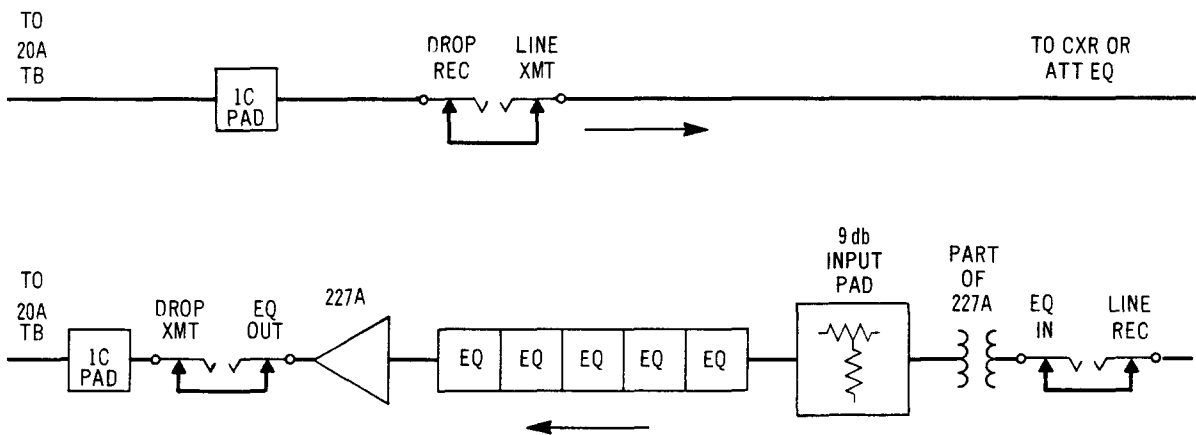 TO
20A
TB
1C
PAD
DROP
REC
LINE
XMT
TO CXR OR
ATT EQ
TO
20A
TB
1C
PAD
DROP
XMT
EQ
OUT
227A
EQ
EQ
EQ
EQ
EQ
9 db
INPUT
PAD
PART
OF
227A
EQ
IN
LINE
REC